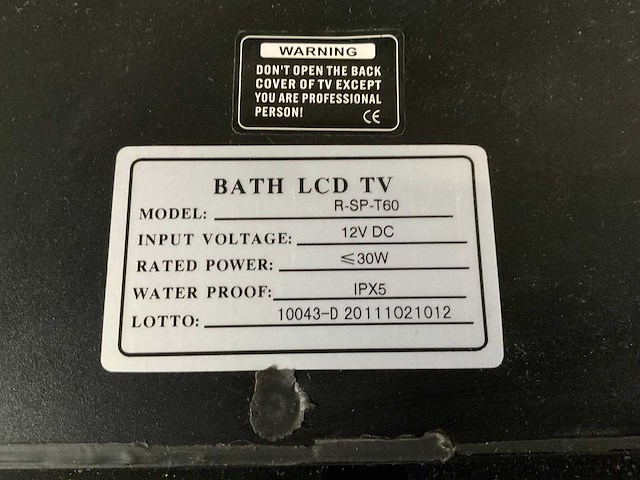 WARNING
DON'T OPEN THE BACK
COVER OF TV EXCEPT
YOU ARE PROFESSIONAL
PERSON! CE
BATH LCD TV
MODEL: R-SP-T60
INPUT VOLTAGE: 12V DC
RATED POWER: ≤30W
WATER PROOF: IPX5
LOTTO: 10043-D 20111021012